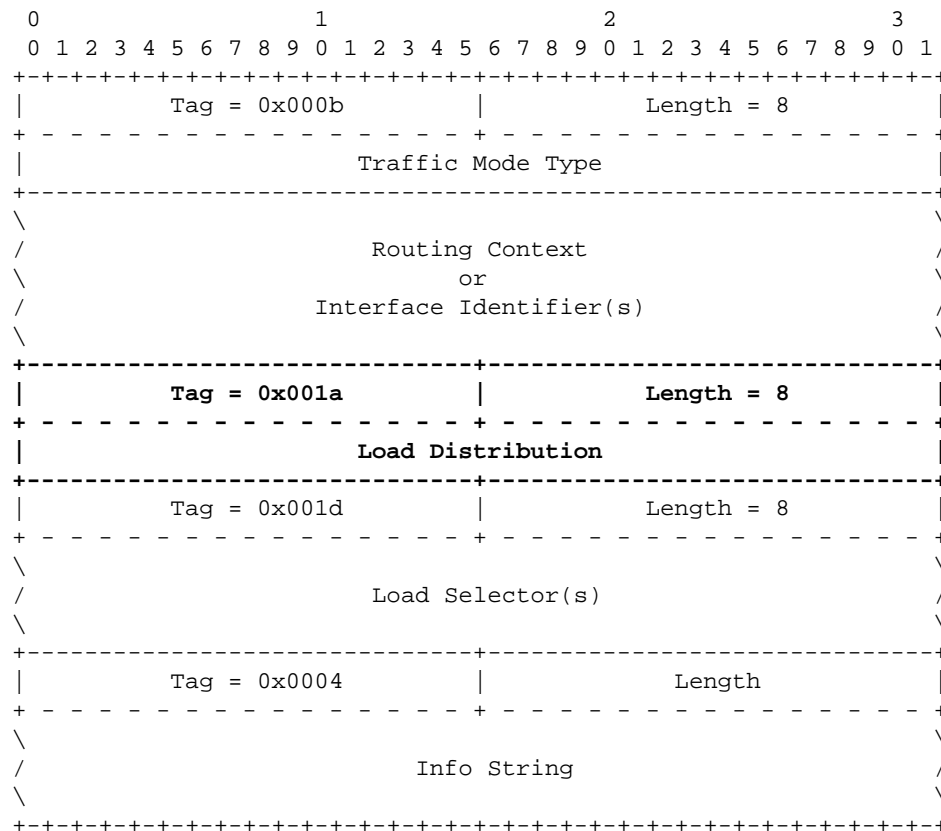 0                   1                   2                   3
0 1 2 3 4 5 6 7 8 9 0 1 2 3 4 5 6 7 8 9 0 1 2 3 4 5 6 7 8 9 0 1
+-+-+-+-+-+-+-+-+-+-+-+-+-+-+-+-+-+-+-+-+-+-+-+-+-+-+-+-+-+-+-+-+
|          Tag = 0x000b         |           Length = 8          |
+ - - - - - - - - - - - - - - - + - - - - - - - - - - - - - - - +
|                       Traffic Mode Type                       |
+---------------------------------------------------------------+
\                                                               \
/                        Routing Context                        /
\                              or                               \
/                    Interface Identifier(s)                    /
\                                                               \
+-------------------------------+-------------------------------+
|          Tag = 0x001a         |           Length = 8          |
+ - - - - - - - - - - - - - - - + - - - - - - - - - - - - - - - +
|                       Load Distribution                       |
+-------------------------------+-------------------------------+
|          Tag = 0x001d         |           Length = 8          |
+ - - - - - - - - - - - - - - - + - - - - - - - - - - - - - - - +
\                                                               \
/                        Load Selector(s)                       /
\                                                               \
+-------------------------------+-------------------------------+
|          Tag = 0x0004         |             Length            |
+ - - - - - - - - - - - - - - - + - - - - - - - - - - - - - - - +
\                                                               \
/                           Info String                         /
\                                                               \
+-+-+-+-+-+-+-+-+-+-+-+-+-+-+-+-+-+-+-+-+-+-+-+-+-+-+-+-+-+-+-+-+